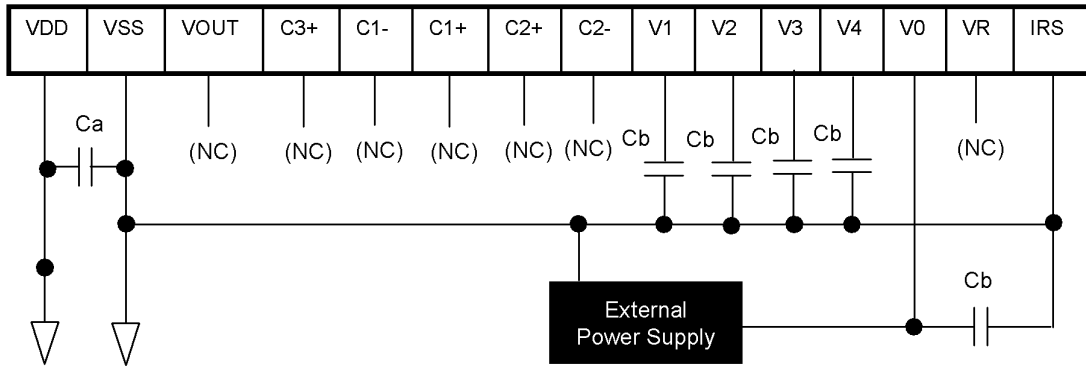 VDD VSS VOUT C3+ C1- C1+ C2+ C2- V1 V2 V3 V4 V0 VR IRS
Ca
Cb Cb Cb Cb
(NC) (NC) (NC) (NC) (NC) (NC) (NC)
Cb
External
Power Supply